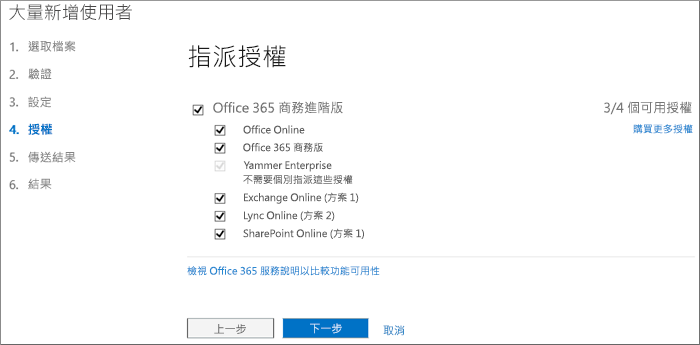 大量新增使用者
1. 選取檔案
2. 驗證
3. 設定
4. 授權
5. 傳送結果
6. 結果
指派授權
Office 365 商務進階版
3/4 個可用授權
購買更多授權
Office Online
Office 365 商務版
Yammer Enterprise
不需要個別指派這些授權
Exchange Online (方案 1)
Lync Online (方案 2)
SharePoint Online (方案 1)
檢視 Office 365 服務說明以比較功能可用性
上一步
下一步
取消